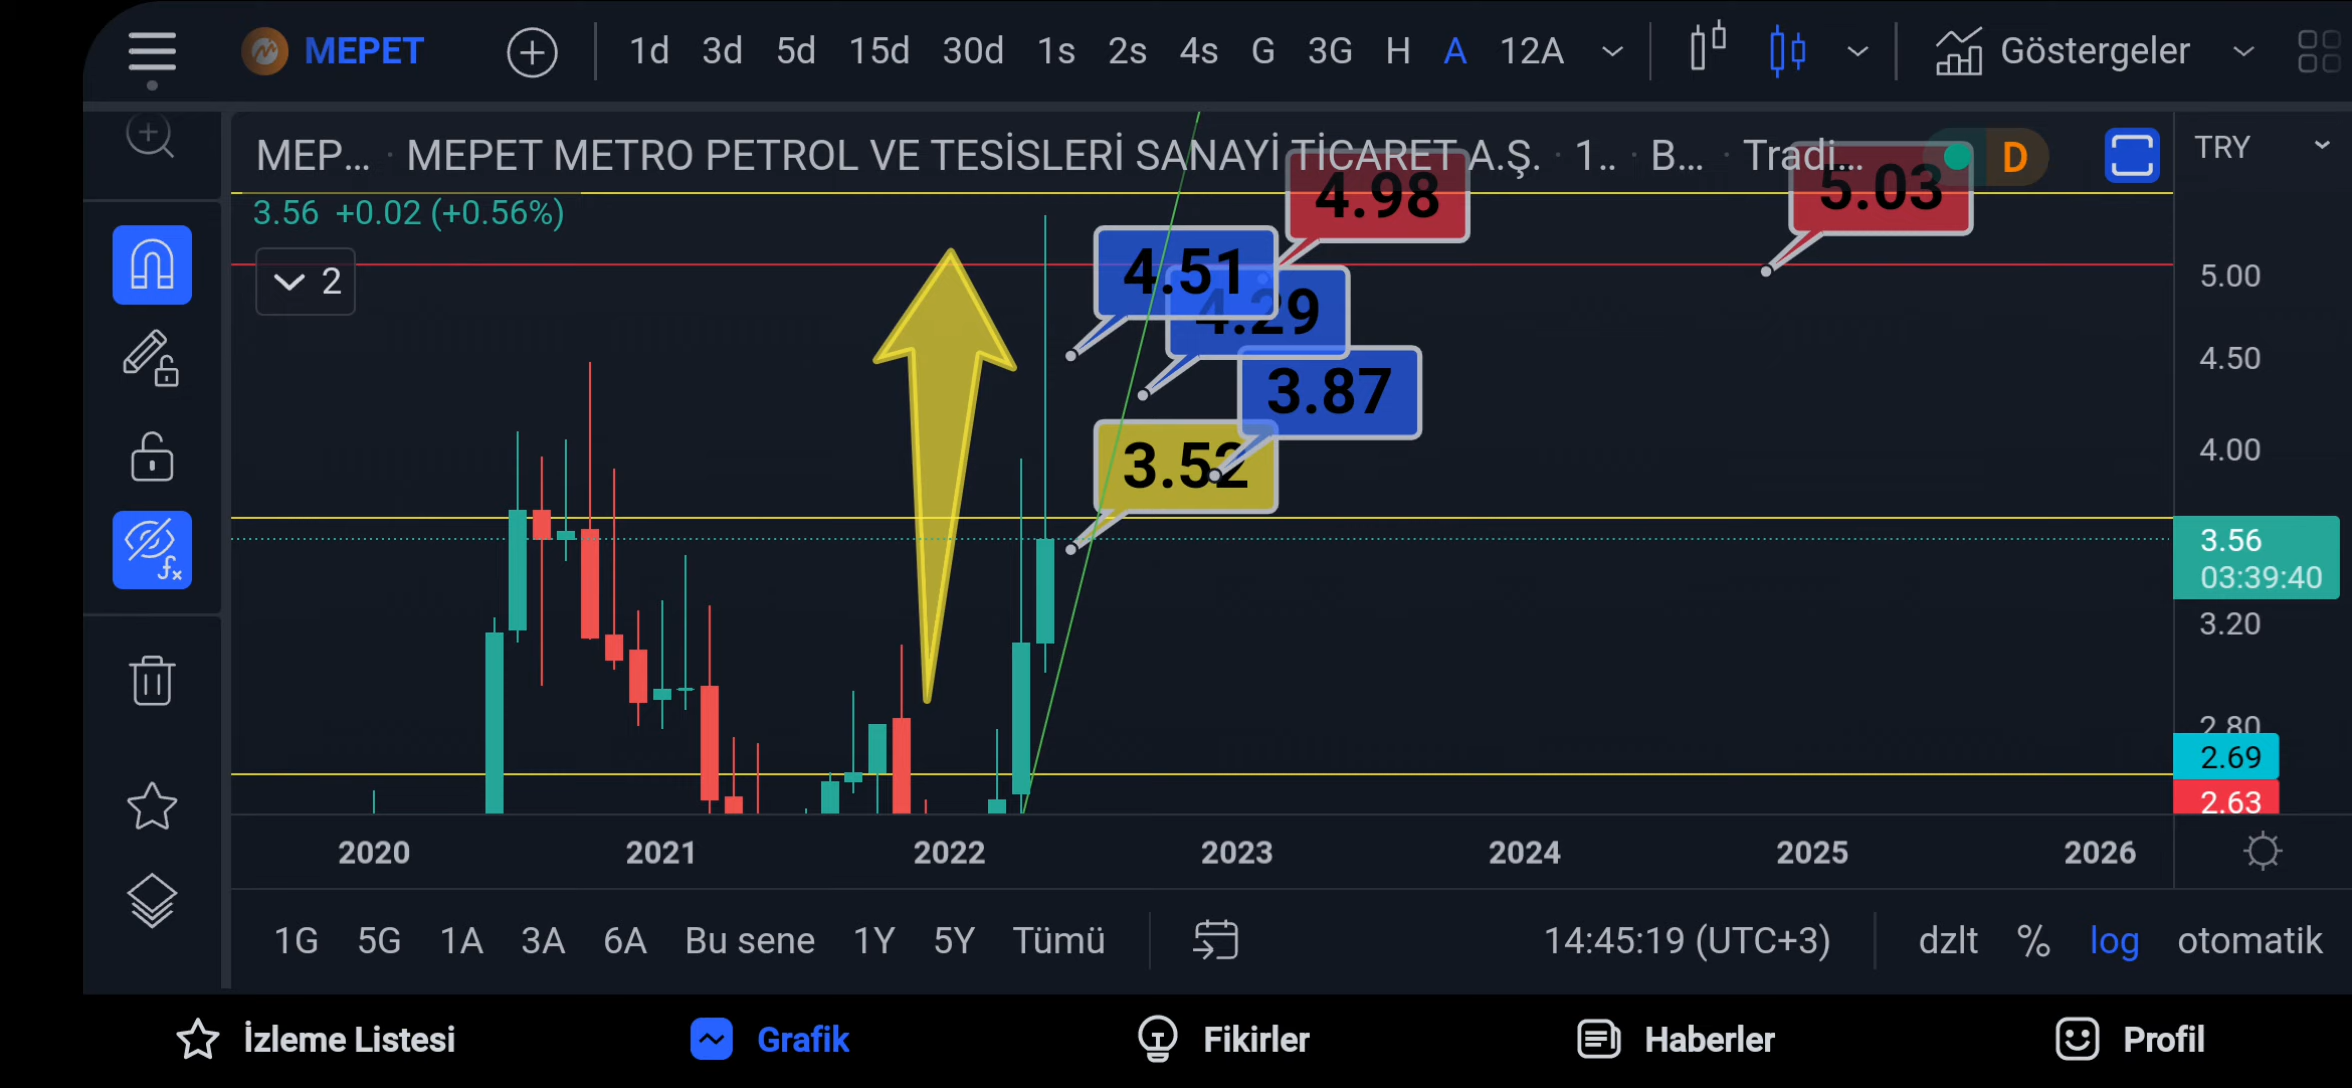 MEPET 1d 3d 5d 15d 30d 1s 2s 4s G 3G H A 12A Göstergeler
MEP... · MEPET METRO PETROL VE TESİSLERİ SANAYİ TİCARET A.Ş. · 1.. · B... · Tradi... D TRY
3.56 +0.02 (+0.56%)
2
4.98
5.03
4.51
4.29
3.87
3.52
5.00
4.50
4.00
3.56
03:39:40
3.20
2.80
2.69
2.63
2020 2021 2022 2023 2024 2025 2026
1G 5G 1A 3A 6A Bu sene 1Y 5Y Tümü 14:45:19 (UTC+3) dzlt % log otomatik
İzleme Listesi Grafik Fikirler Haberler Profil